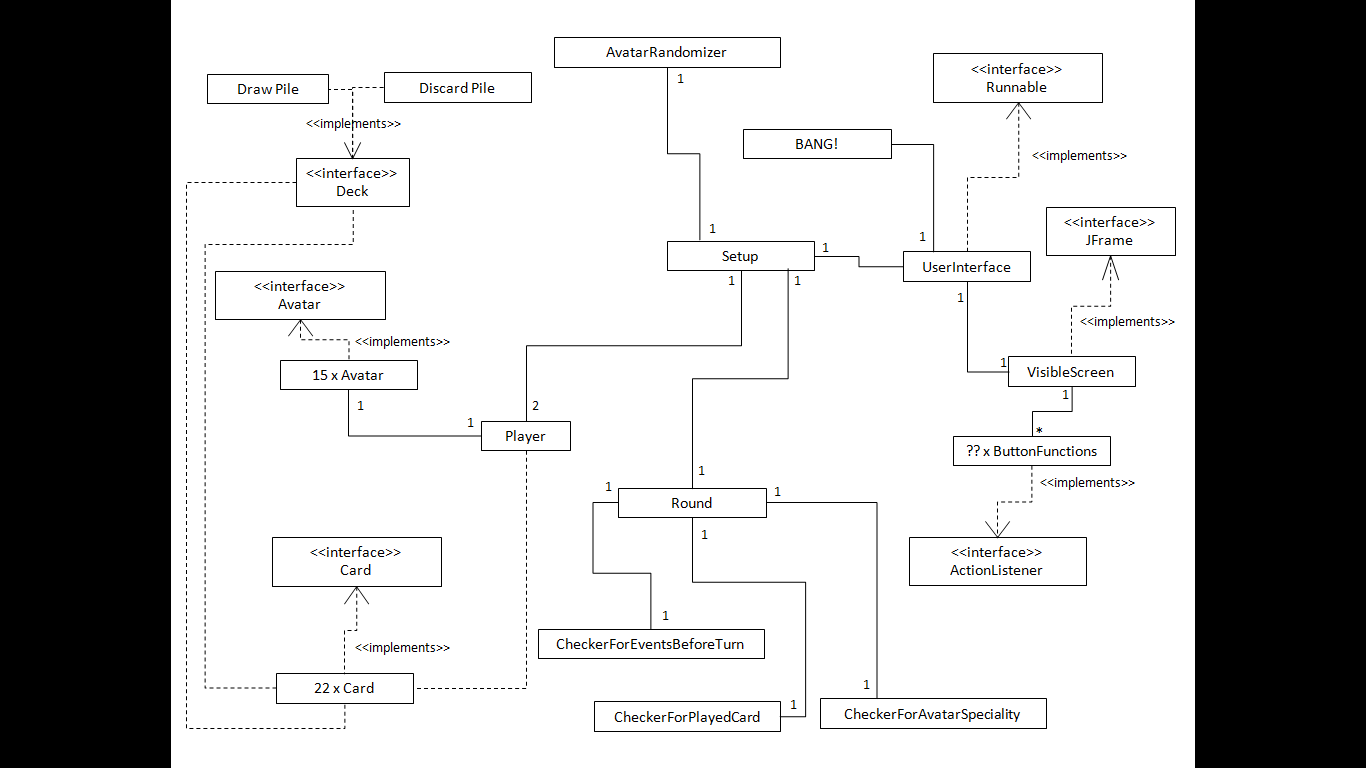 AvatarRandomizer
1
<<interface>>
Runnable
Draw Pile
Discard Pile
<<implements>>
BANG!
<<implements>>
<<interface>>
Deck
<<interface>>
JFrame
1
1
Setup
1
UserInterface
1
1
1
<<interface>>
Avatar
<<implements>>
<<implements>>
15 x Avatar
1
VisibleScreen
1
1
2
1
Player
*
?? x ButtonFunctions
<<implements>>
1
1
Round
1
1
<<interface>>
Card
<<interface>>
ActionListener
1
CheckerForEventsBeforeTurn
<<implements>>
22 x Card
1
CheckerForPlayedCard
1
CheckerForAvatarSpeciality